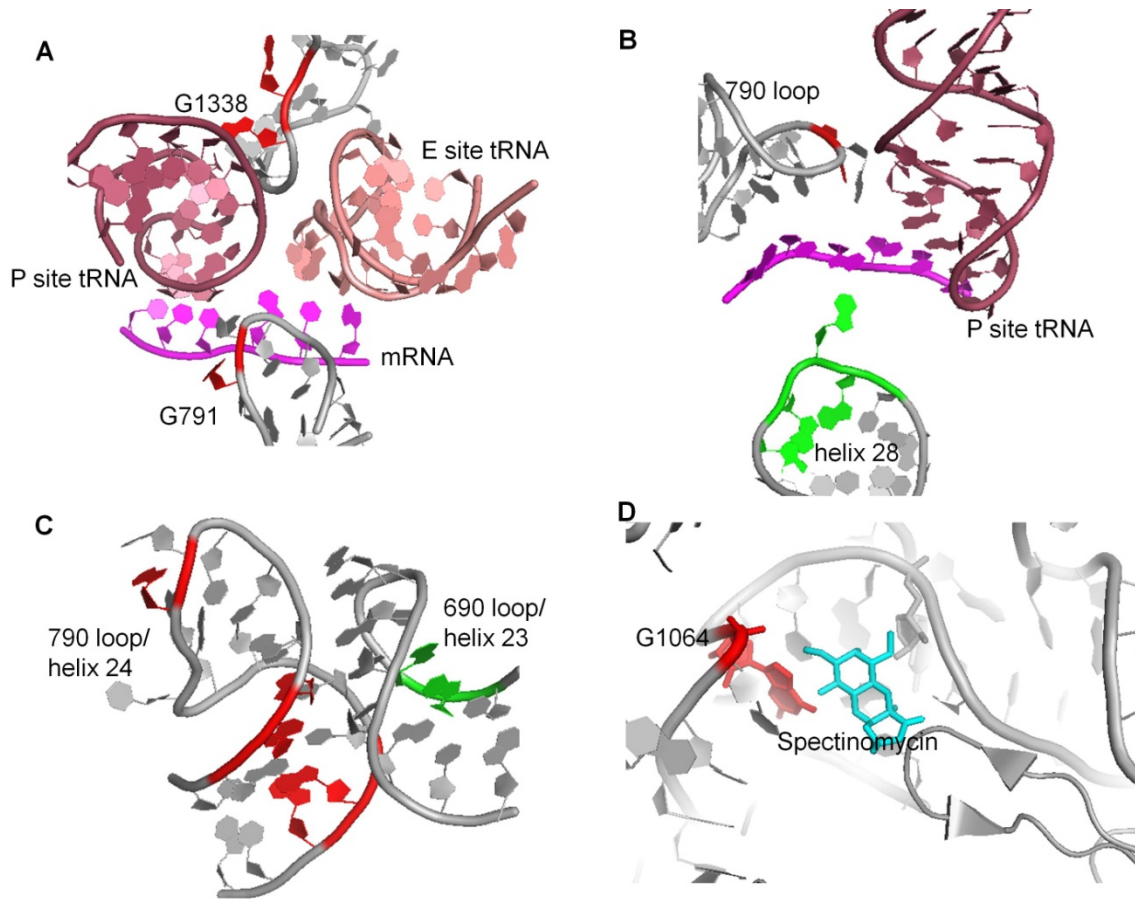 A
G1338
E site tRNA
P site tRNA
mRNA
G791
B
790 loop
P site tRNA
helix 28
C
790 loop/
helix 24
690 loop/
helix 23
D
G1064
Spectinomycin